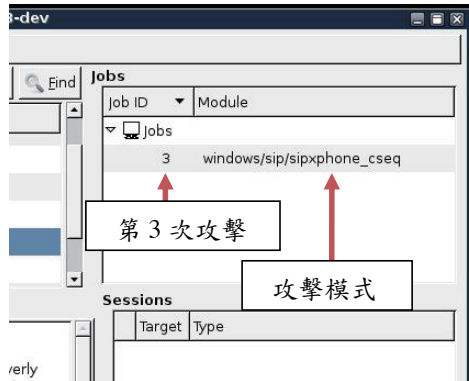 3-dev
Find
Jobs
Job ID Module
Jobs
3 windows/sip/sipxphone_cseq
第3次攻擊
攻擊模式
Sessions
Target Type
verly